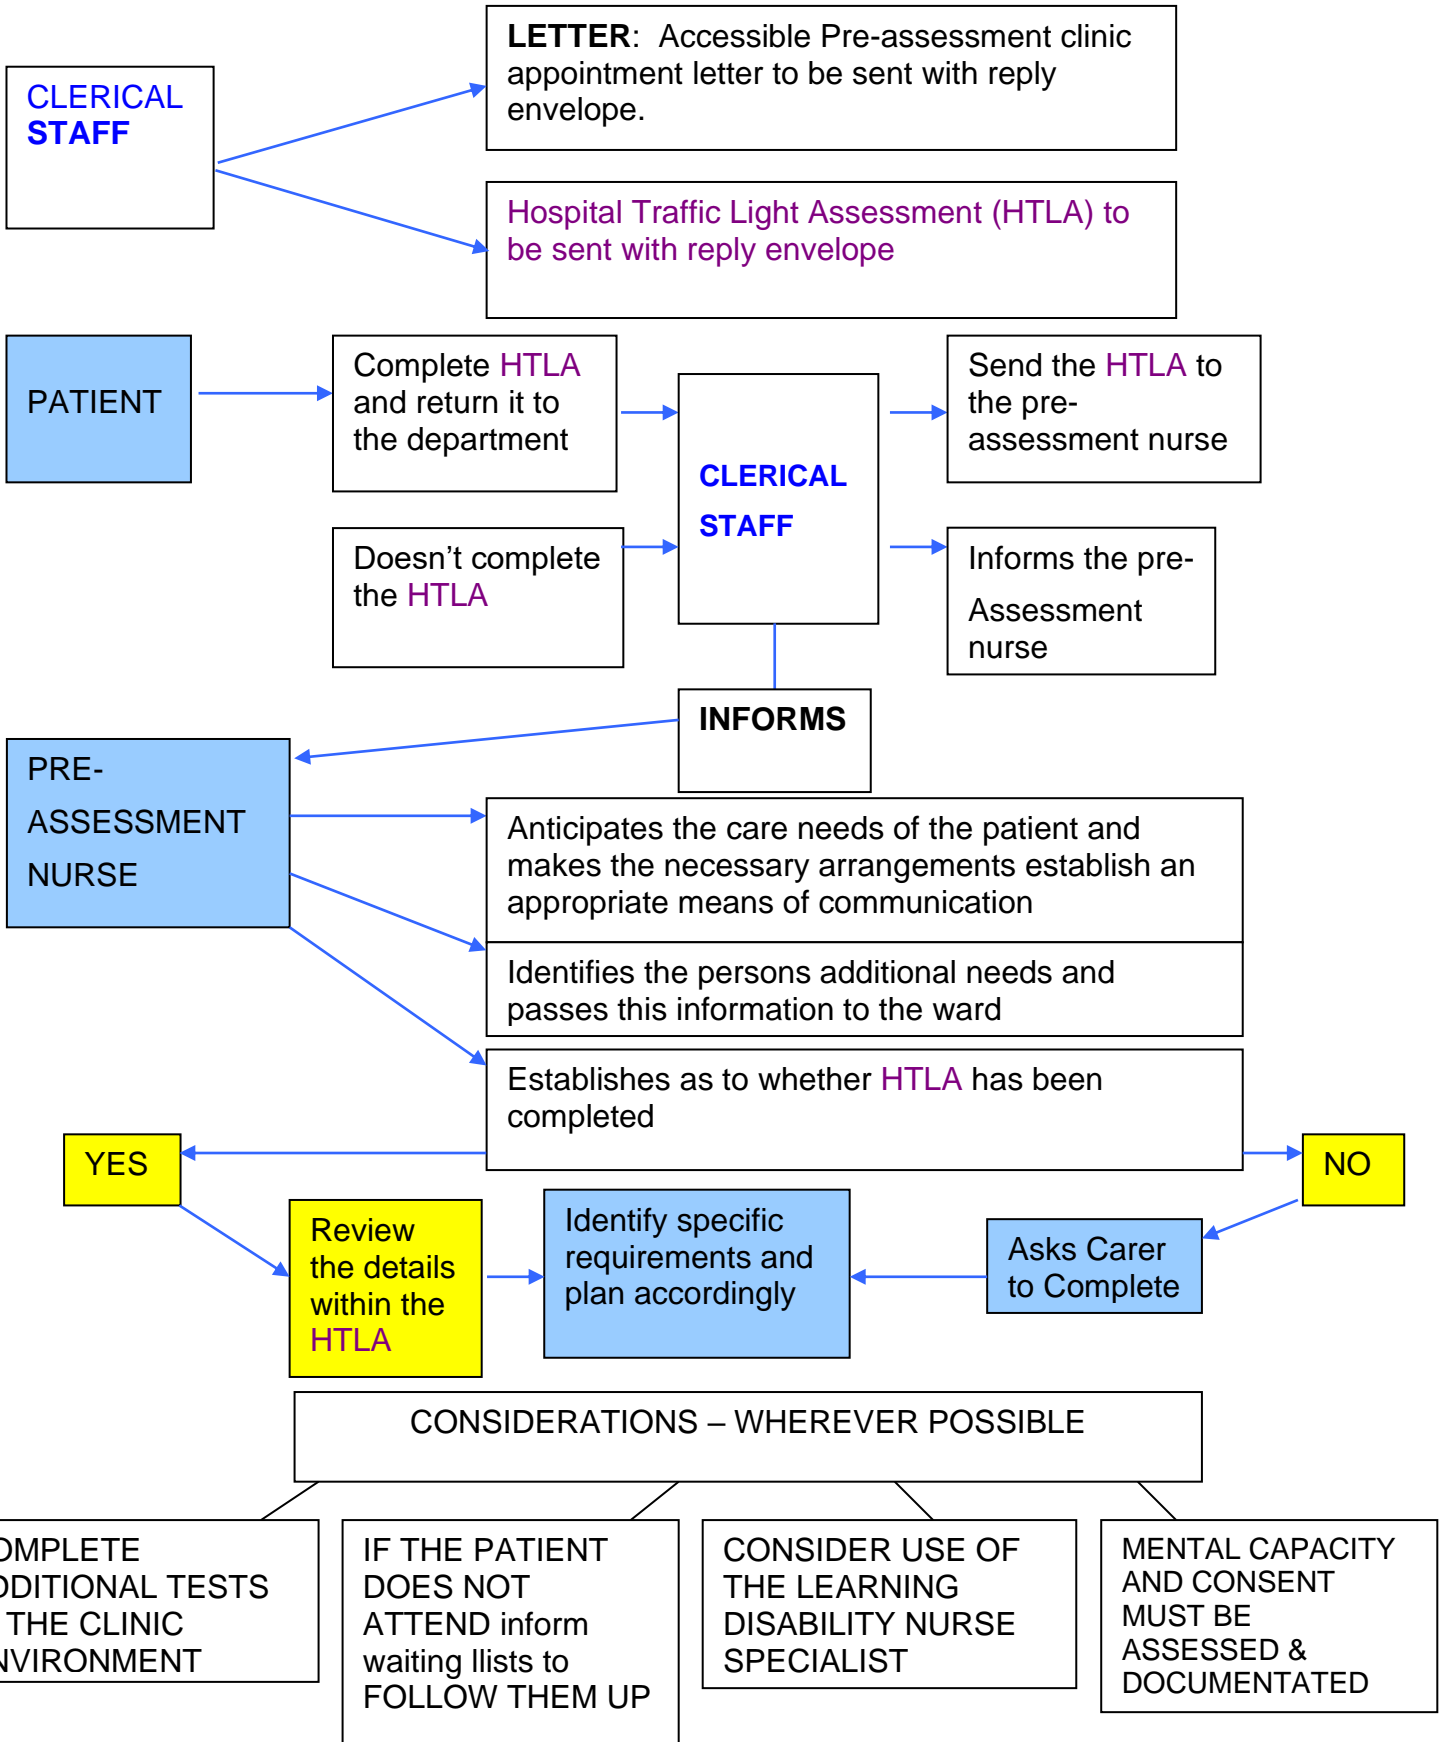 LETTER: Accessible Pre-assessment clinic
appointment letter to be sent with reply
envelope.
CLERICAL
STAFF
Hospital Traffic Light Assessment (HTLA) to
be sent with reply envelope
PATIENT
Complete HTLA
and return it to
the department
CLERICAL
STAFF
Send the HTLA to
the pre-
assessment nurse
Doesn’t complete
the HTLA
Informs the pre-
Assessment
nurse
INFORMS
PRE-
ASSESSMENT
NURSE
Anticipates the care needs of the patient and
makes the necessary arrangements establish an
appropriate means of communication
Identifies the persons additional needs and
passes this information to the ward
Establishes as to whether HTLA has been
completed
YES
NO
Review
the details
within the
HTLA
Identify specific
requirements and
plan accordingly
Asks Carer
to Complete
CONSIDERATIONS – WHEREVER POSSIBLE
OMPLETE
DDITIONAL TESTS
THE CLINIC
NVIRONMENT
IF THE PATIENT
DOES NOT
ATTEND inform
waiting llists to
FOLLOW THEM UP
CONSIDER USE OF
THE LEARNING
DISABILITY NURSE
SPECIALIST
MENTAL CAPACITY
AND CONSENT
MUST BE
ASSESSED &
DOCUMENTATED